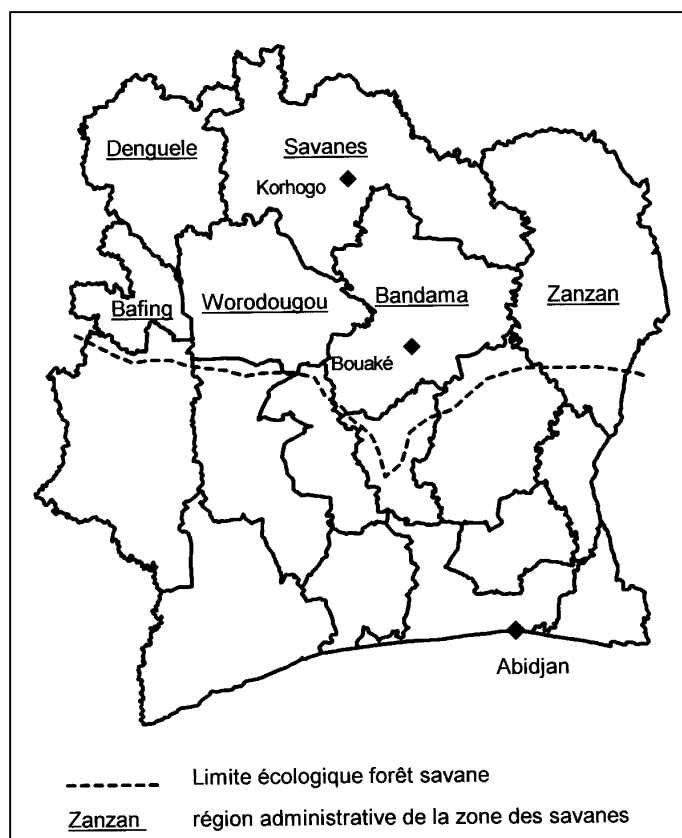 Denguele
Savanes
Korhogo
Bafing
Worodougou
Bandama
Zanzan
Bouaké
Abidjan
Limite écologique forêt savane
Zanzan région administrative de la zone des savanes